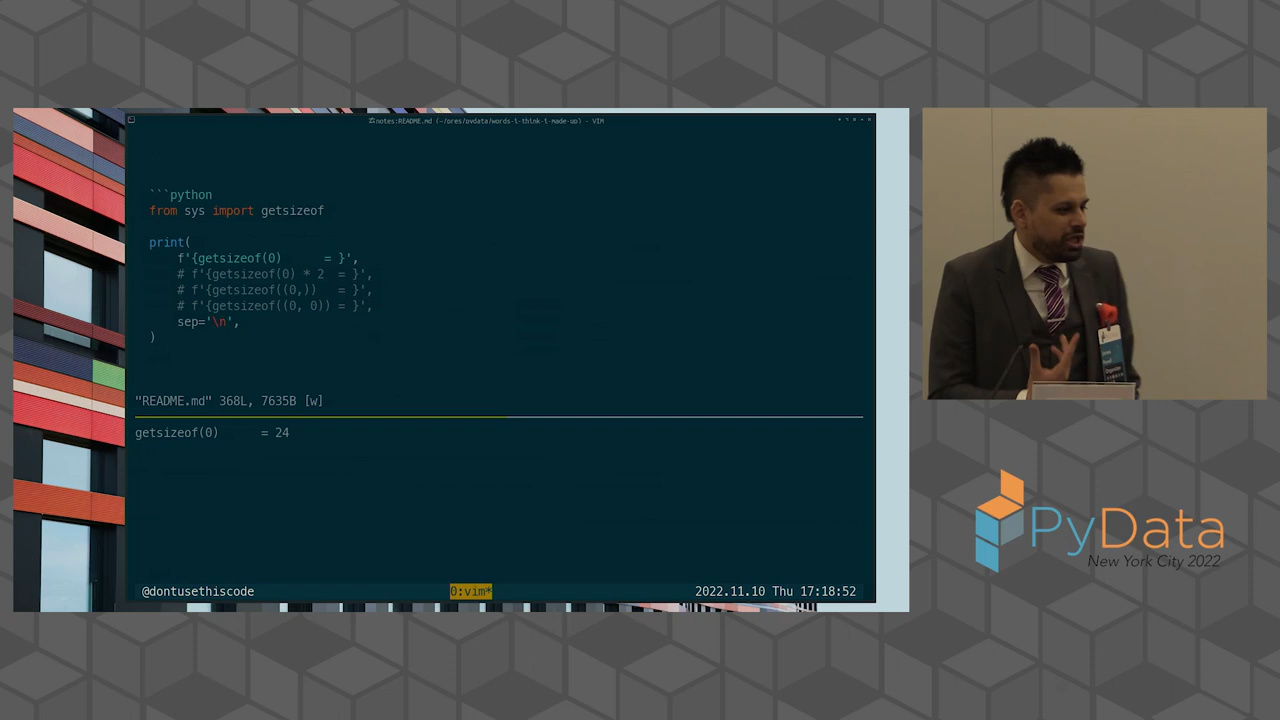 notes:README.md (~/ores/pydata/words-i-think-i-made-up) - VIM
```python
from sys import getsizeof
print(
f'{getsizeof(0)      = }',
# f'{getsizeof(0) * 2  = }',
# f'{getsizeof((0,))   = }',
# f'{getsizeof((0, 0)) = }',
sep='\n',
)
"README.md" 368L, 7635B [w]
getsizeof(0)      = 24
@dontusethiscode
0:vim*
2022.11.10 Thu 17:18:52
Organizer
PyData
New York City 2022